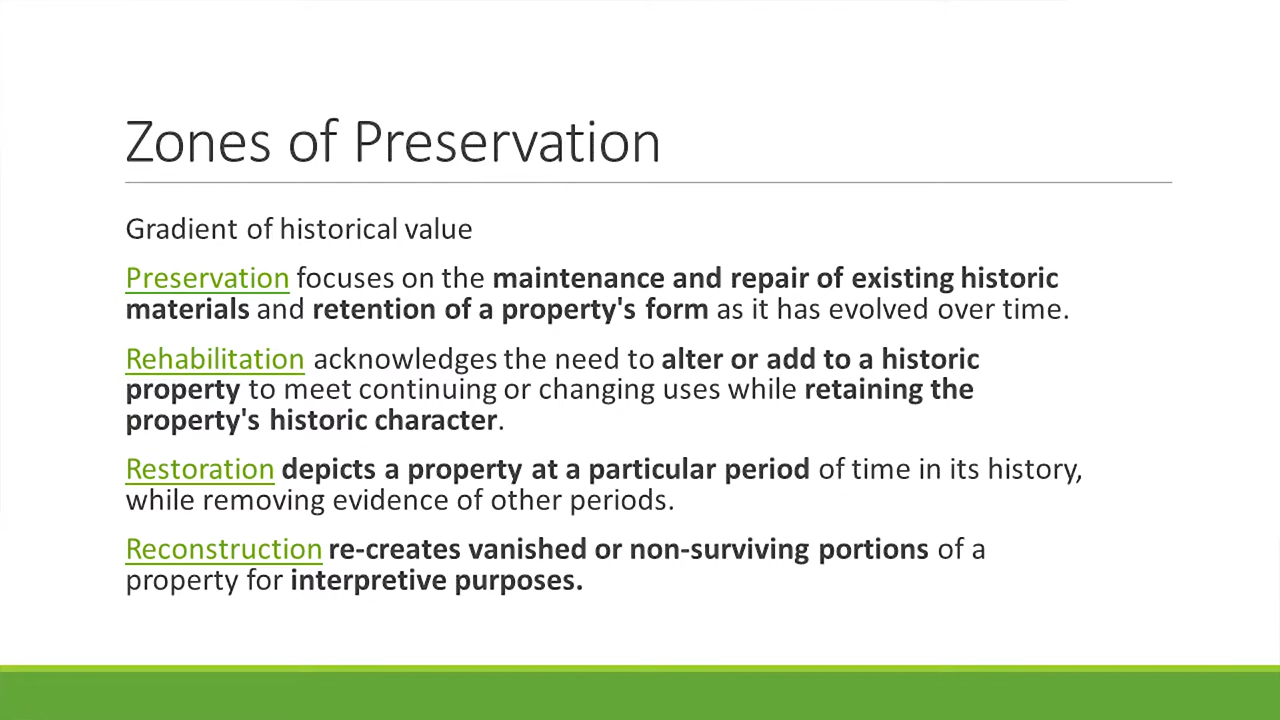 Zones of Preservation
Gradient of historical value
Preservation focuses on the maintenance and repair of existing historic
materials and retention of a property's form as it has evolved over time.
Rehabilitation acknowledges the need to alter or add to a historic
property to meet continuing or changing uses while retaining the
property's historic character.
Restoration depicts a property at a particular period of time in its history,
while removing evidence of other periods.
Reconstruction re-creates vanished or non-surviving portions of a
property for interpretive purposes.